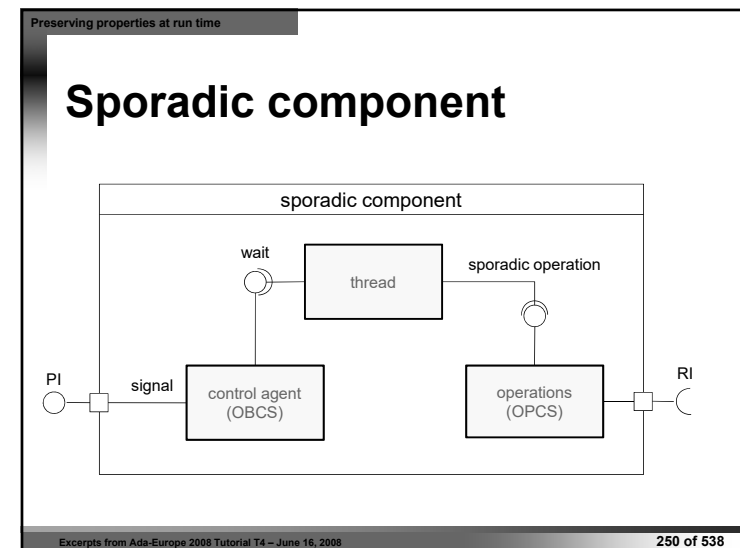 Preserving properties at run time
Sporadic component
sporadic component
wait
thread
sporadic operation
PI
signal
control agent
(OBCS)
operations
(OPCS)
RI
Excerpts from Ada-Europe 2008 Tutorial T4 – June 16, 2008
250 of 538